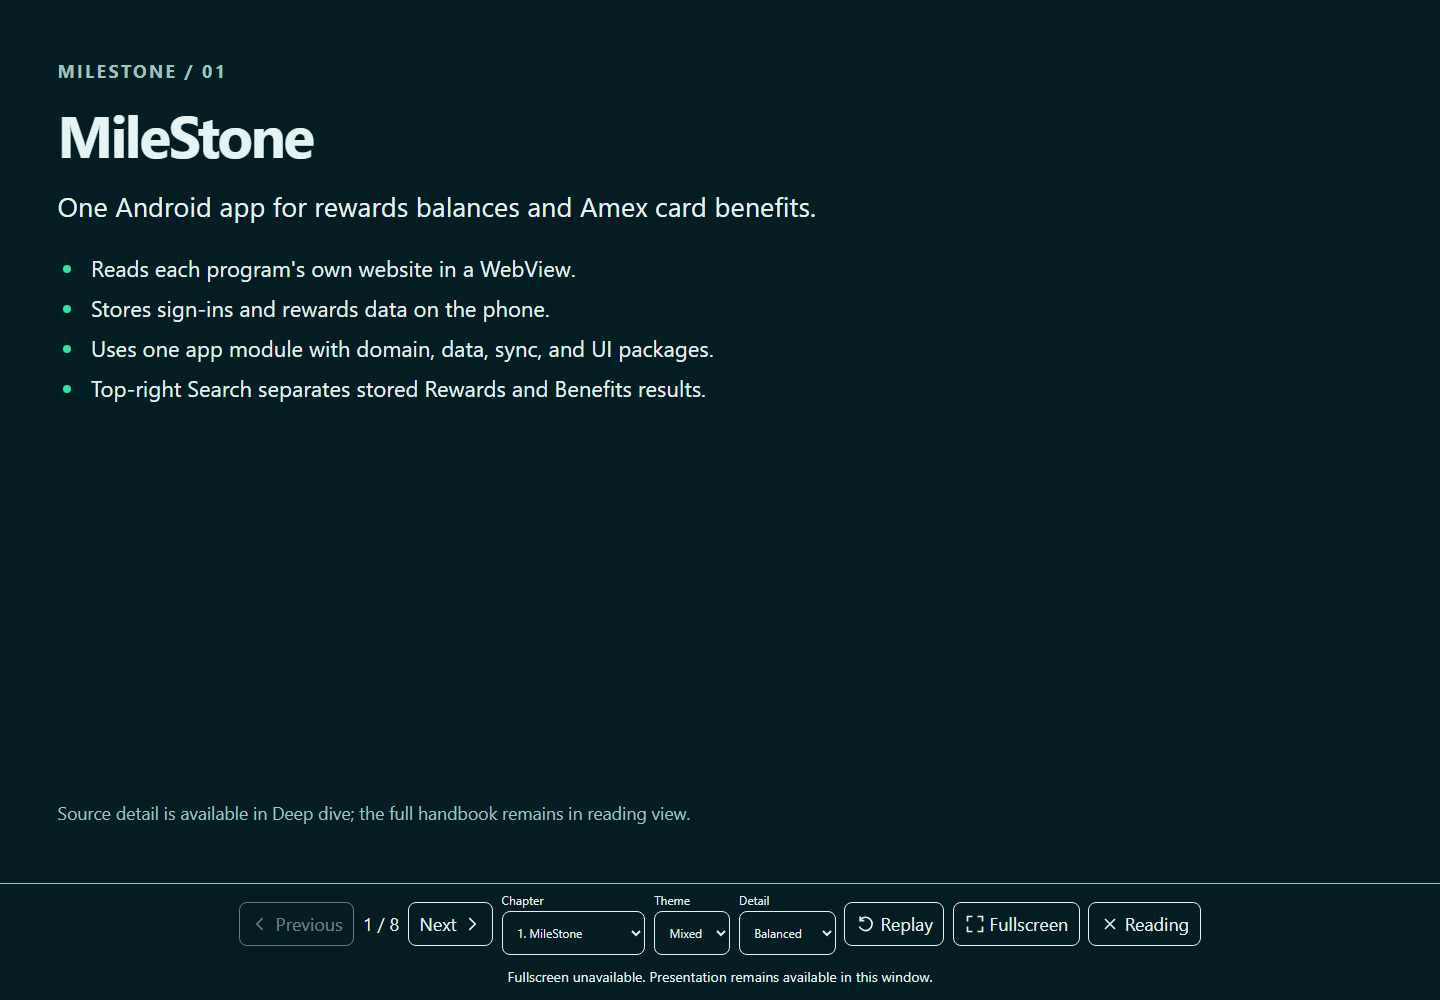 MILESTONE / 01
MileStone
One Android app for rewards balances and Amex card benefits.
Reads each program's own website in a WebView.
Stores sign-ins and rewards data on the phone.
Uses one app module with domain, data, sync, and UI packages.
Top-right Search separates stored Rewards and Benefits results.
Source detail is available in Deep dive; the full handbook remains in reading view.
Previous
1 / 8
Next
Chapter
1. MileStone
Theme
Mixed
Detail
Balanced
Replay
Fullscreen
Reading
Fullscreen unavailable. Presentation remains available in this window.